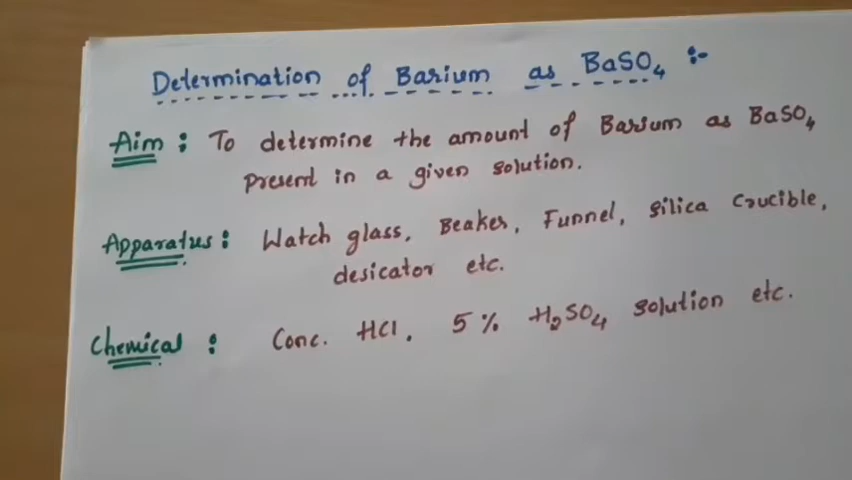 Determination of Barium as BaSO₄ :-
Aim : To determine the amount of Barium as BaSO₄
present in a given solution.
Apparatus : Watch glass, Beaker, Funnel, Silica Crucible,
desicator etc.
Chemical : Conc. HCl. 5% H₂SO₄ solution etc.